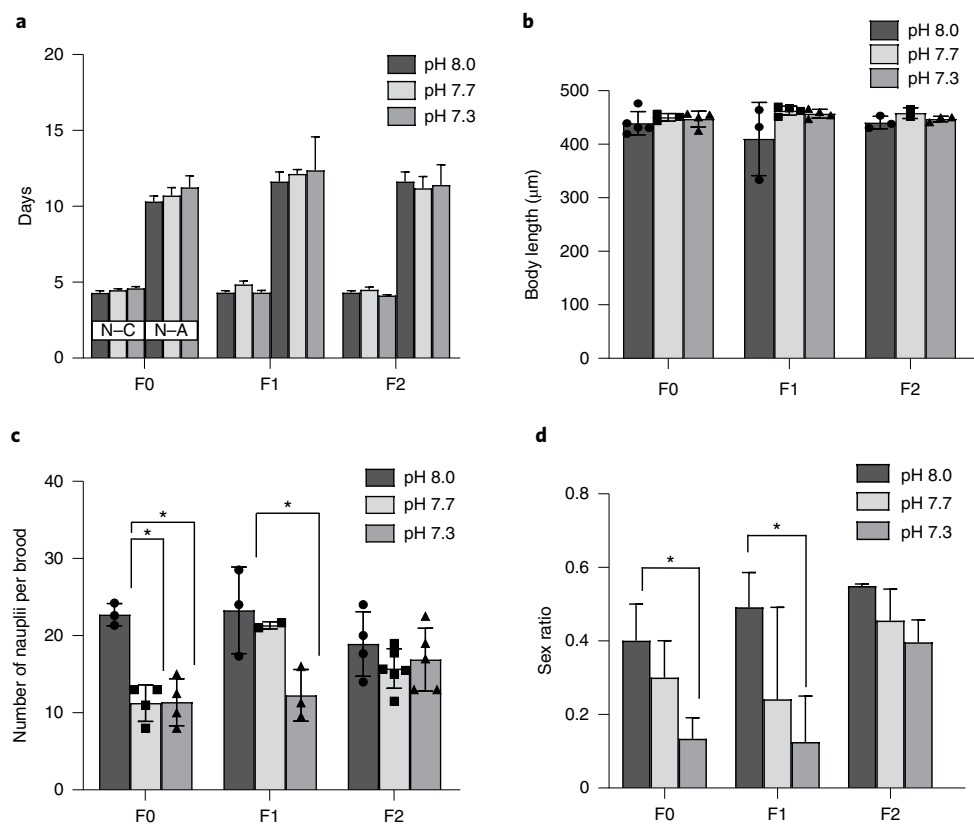 a
20
15
10
5
0
Days
pH 8.0
pH 7.7
pH 7.3
N–C
N–A
F0
F1
F2
b
pH 8.0
pH 7.7
pH 7.3
500
400
300
200
100
0
Body length (μm)
F0
F1
F2
c
40
30
20
10
0
Number of nauplii per brood
pH 8.0
pH 7.7
pH 7.3
*
*
*
F0
F1
F2
d
pH 8.0
pH 7.7
pH 7.3
0.8
0.6
0.4
0.2
0
Sex ratio
*
*
F0
F1
F2